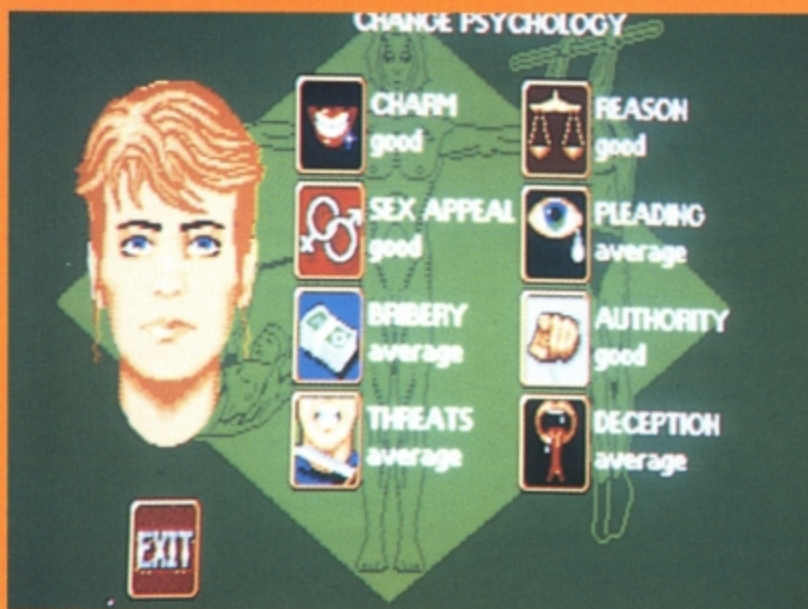 CHANGE PSYCHOLOGY
CHARM
good
REASON
good
SEX APPEAL
good
PLEADING
average
BRIBERY
average
AUTHORITY
good
THREATS
average
DECEPTION
average
EXIT